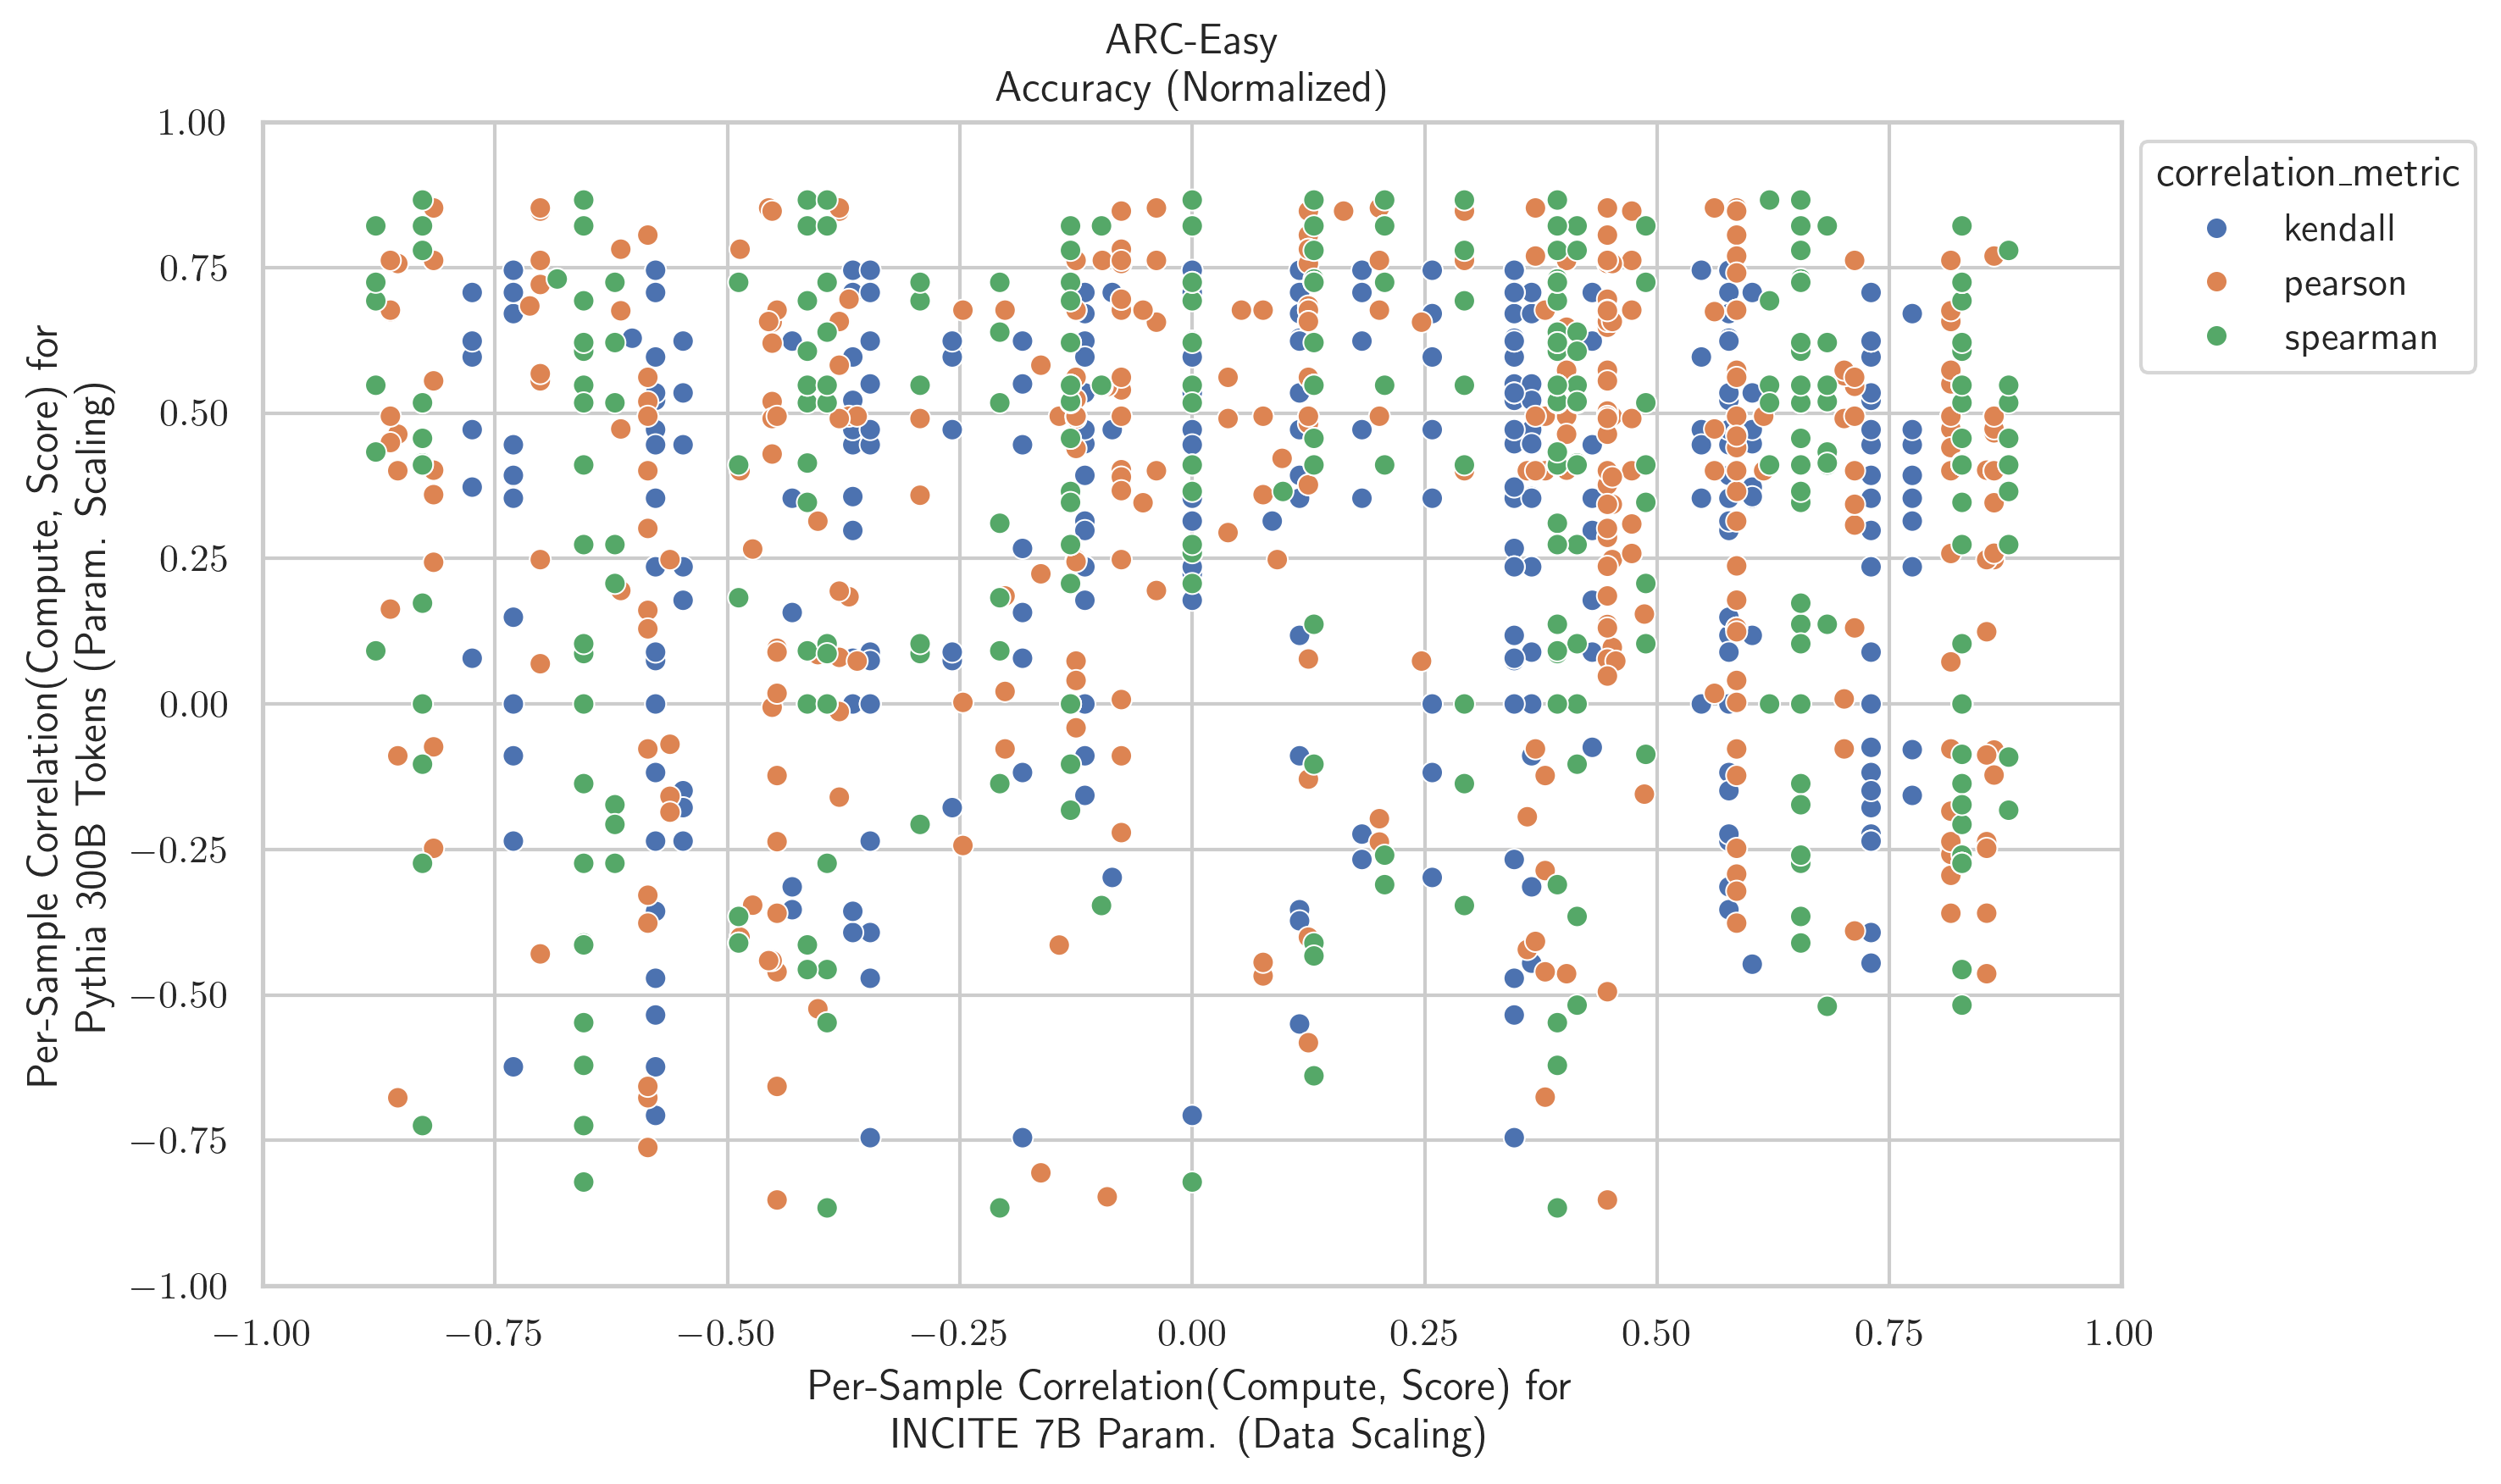 ARC-Easy
Accuracy (Normalized)
Per-Sample Correlation(Compute, Score) for
Pythia 300B Tokens (Param. Scaling)
1.00
0.75
0.50
0.25
0.00
−0.25
−0.50
−0.75
−1.00
−1.00
−0.75
−0.50
−0.25
0.00
0.25
0.50
0.75
1.00
Per-Sample Correlation(Compute, Score) for
INCITE 7B Param. (Data Scaling)
correlation_metric
kendall
pearson
spearman